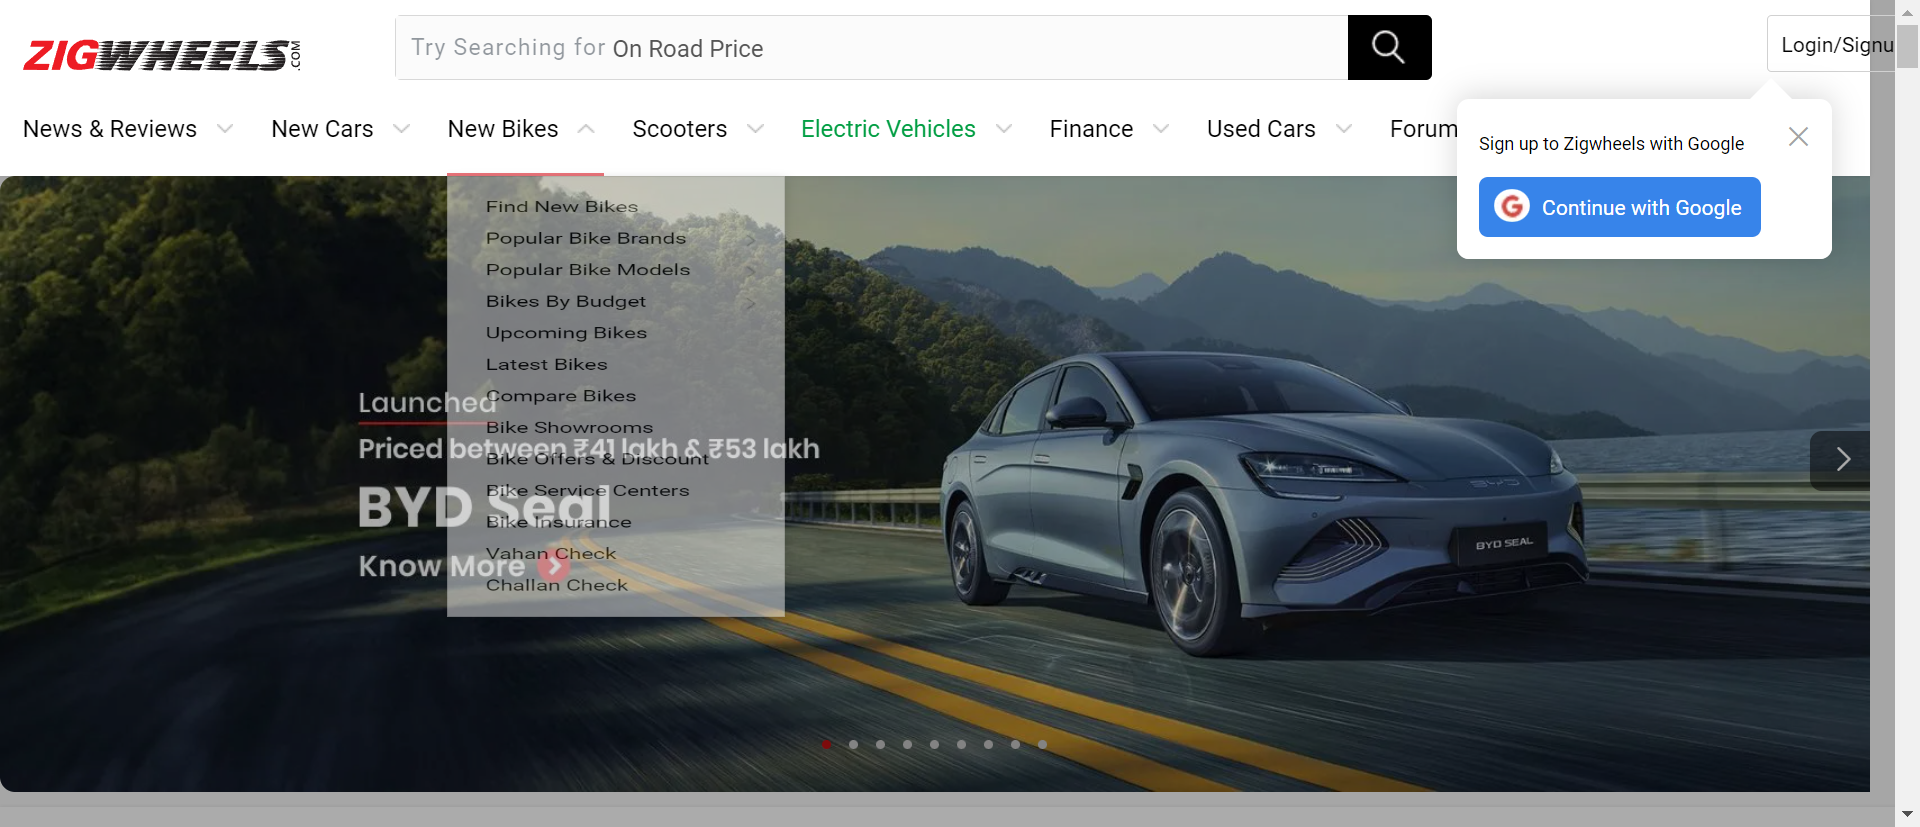 ZIGWHEELS.COM
Try Searching for On Road Price
Login/Signu
News & Reviews
New Cars
New Bikes
Scooters
Electric Vehicles
Finance
Used Cars
Forum
Sign up to Zigwheels with Google
Continue with Google
Find New Bikes
Popular Bike Brands
Popular Bike Models
Bikes By Budget
Upcoming Bikes
Latest Bikes
Compare Bikes
Bike Showrooms
Bike Offers & Discount
Bike Service Centers
Bike Insurance
Vahan Check
Challan Check
Launched
Priced between ₹41 lakh & ₹53 lakh
BYD Seal
Know More
BYD
BYD SEAL